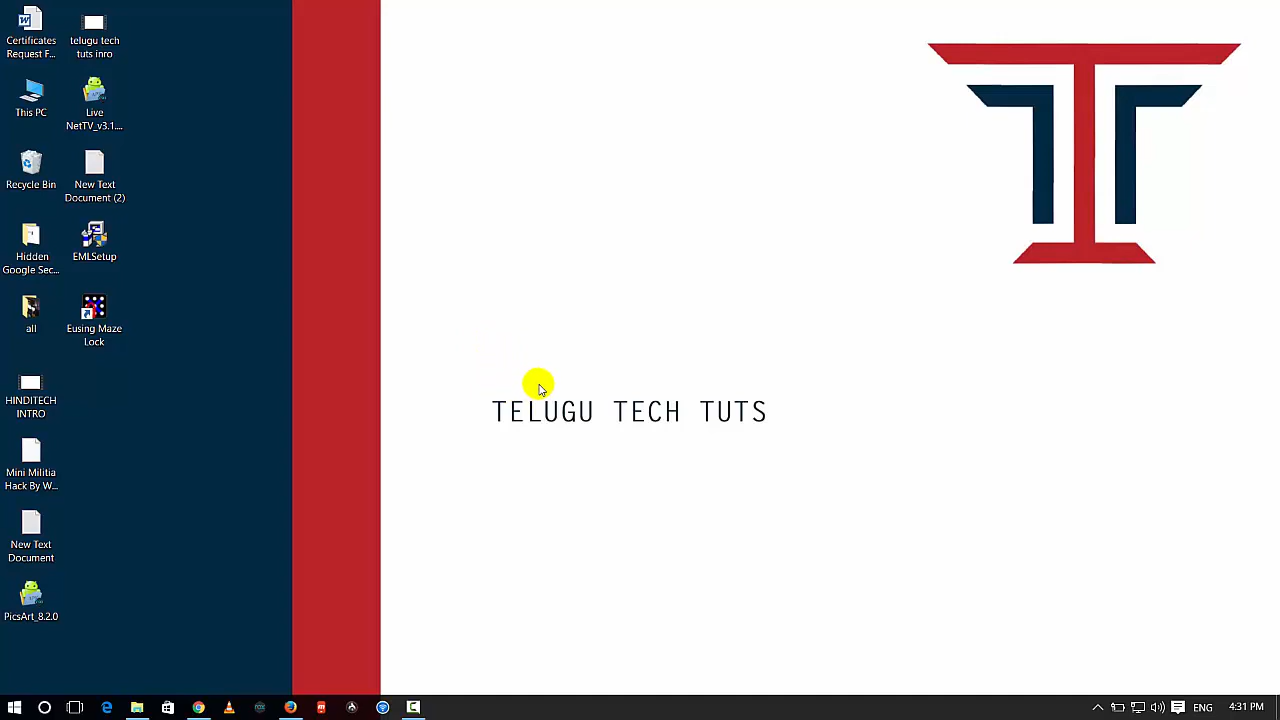 Certificates
Request F...
telugu tech
tuts inro
This PC
Live
NetTV_v3.1....
Recycle Bin
New Text
Document (2)
Hidden
Google Sec...
EMLSetup
all
Eusing Maze
Lock
HINDITECH
INTRO
Mini Militia
Hack By W...
New Text
Document
PicsArt_8.2.0
TELUGU TECH TUTS
ENG
4:31 PM